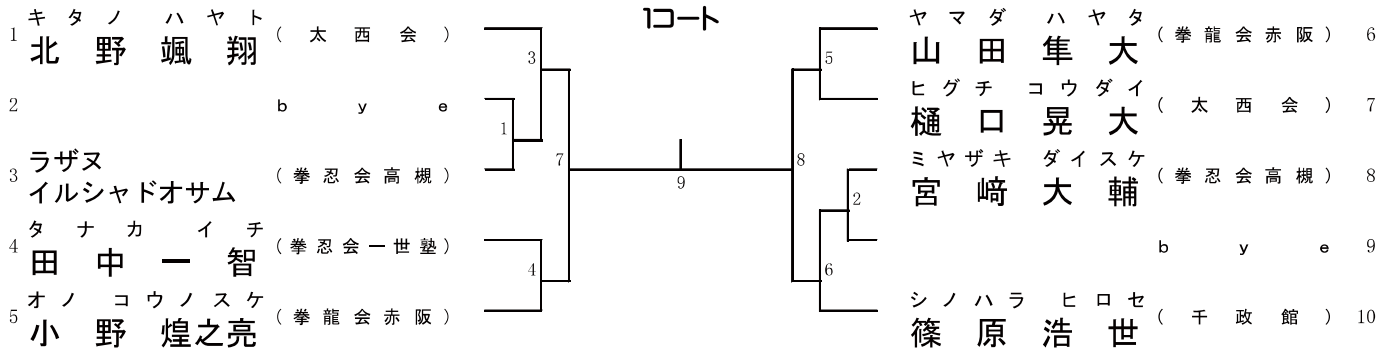 1コート
キタノ ハヤト
1 北野 颯翔 (太西会)
2 bye
ラザヌ
3 イルシャドオサム (拳忍会高槻)
タナカ イチ
4 田中 一智 (拳忍会一世塾)
オノ コウノスケ
5 小野 煌之亮 (拳龍会赤阪)
3
1
7
4
9
ヤマダ ハヤタ
山田 隼大 (拳龍会赤阪) 6
ヒグチ コウダイ
樋口 晃大 (太西会) 7
ミヤザキ ダイスケ
宮﨑 大輔 (拳忍会高槻) 8
bye 9
シノハラ ヒロセ
篠原 浩世 (千政館) 10
5
8
2
6